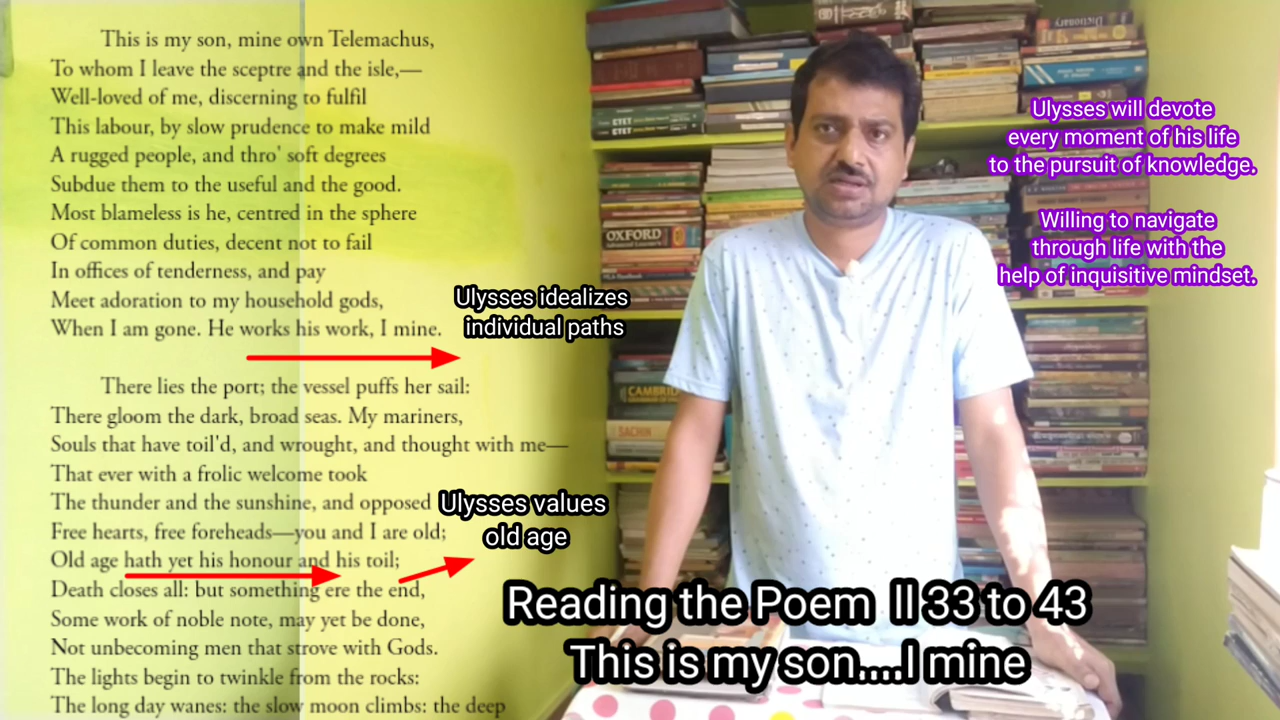 This is my son, mine own Telemachus,
To whom I leave the sceptre and the isle,—
Well-loved of me, discerning to fulfil
This labour, by slow prudence to make mild
A rugged people, and thro' soft degrees
Subdue them to the useful and the good.
Most blameless is he, centred in the sphere
Of common duties, decent not to fail
In offices of tenderness, and pay
Meet adoration to my household gods,
When I am gone. He works his work, I mine.
There lies the port; the vessel puffs her sail:
There gloom the dark, broad seas. My mariners,
Souls that have toil'd, and wrought, and thought with me—
That ever with a frolic welcome took
The thunder and the sunshine, and opposed
Free hearts, free foreheads—you and I are old;
Old age hath yet his honour and his toil;
Death closes all: but something ere the end,
Some work of noble note, may yet be done,
Not unbecoming men that strove with Gods.
The lights begin to twinkle from the rocks:
The long day wanes: the slow moon climbs: the deep
Ulysses idealizes
individual paths
Ulysses values
old age
Ulysses will devote
every moment of his life
to the pursuit of knowledge.
Willing to navigate
through life with the
help of inquisitive mindset.
Reading the Poem ll 33 to 43
This is my son....I mine
Dictionary
CTET
CTET
OXFORD
CAMBRID
SACHIN